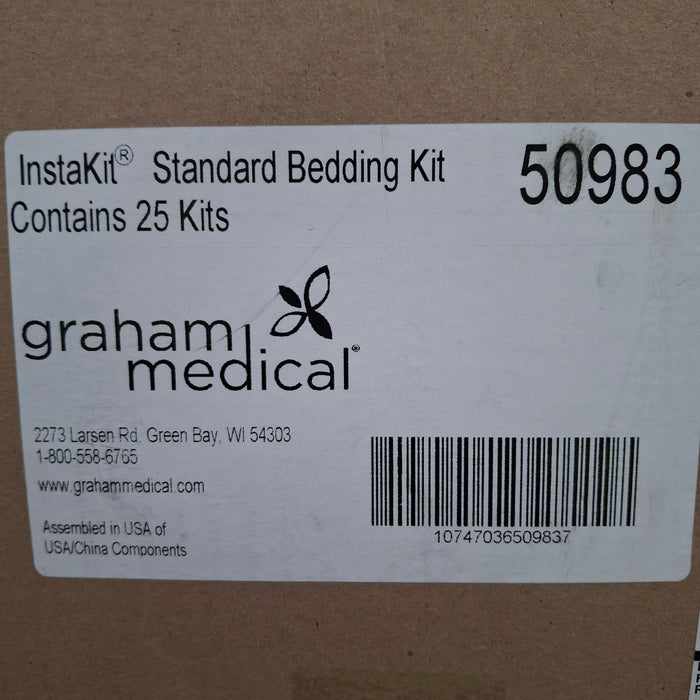 InstaKit® Standard Bedding Kit 50983
Contains 25 Kits
graham
medical®
2273 Larsen Rd. Green Bay, WI 54303
1-800-558-6765
www.grahammedical.com
Assembled in USA of
USA/China Components
10747036509837